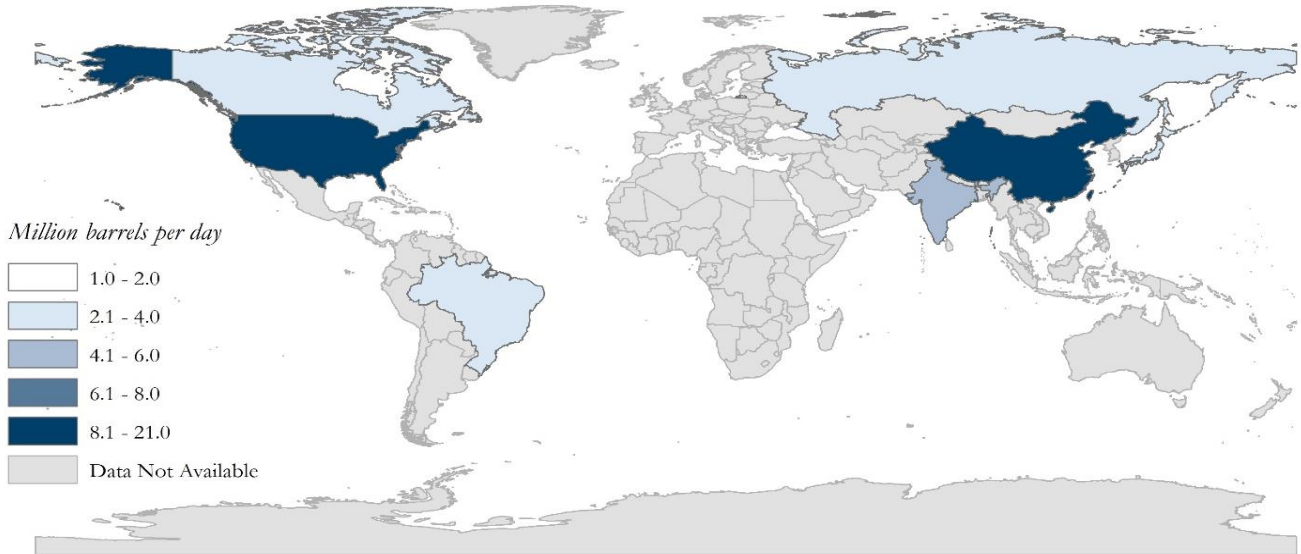 Million barrels per day
1.0 - 2.0
2.1 - 4.0
4.1 - 6.0
6.1 - 8.0
8.1 - 21.0
Data Not Available